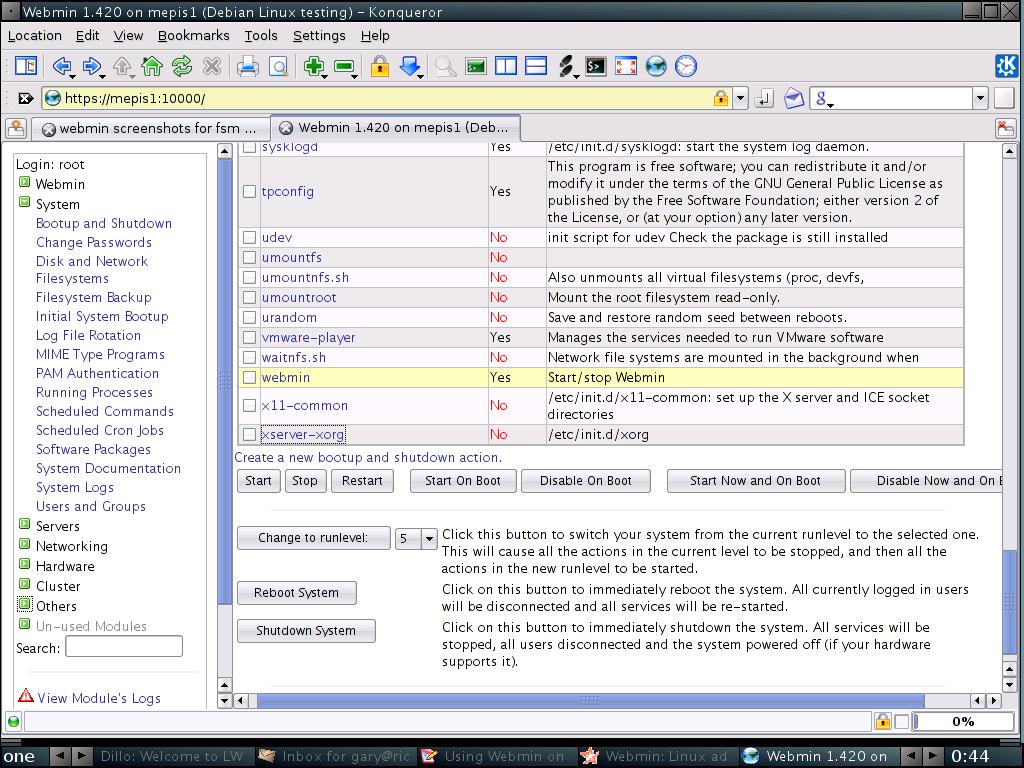 Webmin 1.420 on mepis1 (Debian Linux testing) - Konqueror
Location Edit View Bookmarks Tools Settings Help
https://mepis1:10000/
g
webmin screenshots for fsm ...
Webmin 1.420 on mepis1 (Deb...
Login: root
Webmin
System
Bootup and Shutdown
Change Passwords
Disk and Network
Filesystems
Filesystem Backup
Initial System Bootup
Log File Rotation
MIME Type Programs
PAM Authentication
Running Processes
Scheduled Commands
Scheduled Cron Jobs
Software Packages
System Documentation
System Logs
Users and Groups
Servers
Networking
Hardware
Cluster
Others
Un-used Modules
Search:
View Module's Logs
sysklogd Yes /etc/init.d/sysklogd: start the system log daemon.
This program is free software; you can redistribute it and/or
modify it under the terms of the GNU General Public License as
tpconfig Yes
published by the Free Software Foundation; either version 2 of
the License, or (at your option) any later version.
udev No init script for udev Check the package is still installed
umountfs No
umountnfs.sh No Also unmounts all virtual filesystems (proc, devfs,
umountroot No Mount the root filesystem read-only.
urandom No Save and restore random seed between reboots.
vmware-player Yes Manages the services needed to run VMware software
waitnfs.sh No Network file systems are mounted in the background when
webmin Yes Start/stop Webmin
x11-common No /etc/init.d/x11-common: set up the X server and ICE socket
directories
xserver-xorg No /etc/init.d/xorg
Create a new bootup and shutdown action.
Start Stop Restart Start On Boot Disable On Boot Start Now and On Boot Disable Now and On B
Change to runlevel: 5 Click this button to switch your system from the current runlevel to the selected one.
This will cause all the actions in the current level to be stopped, and then all the
actions in the new runlevel to be started.
Reboot System Click on this button to immediately reboot the system. All currently logged in users
will be disconnected and all services will be re-started.
Shutdown System Click on this button to immediately shutdown the system. All services will be
stopped, all users disconnected and the system powered off (if your hardware
supports it).
0%
one Dillo: Welcome to LW Inbox for gary@ric Using Webmin on Webmin: Linux ad Webmin 1.420 on 0:44